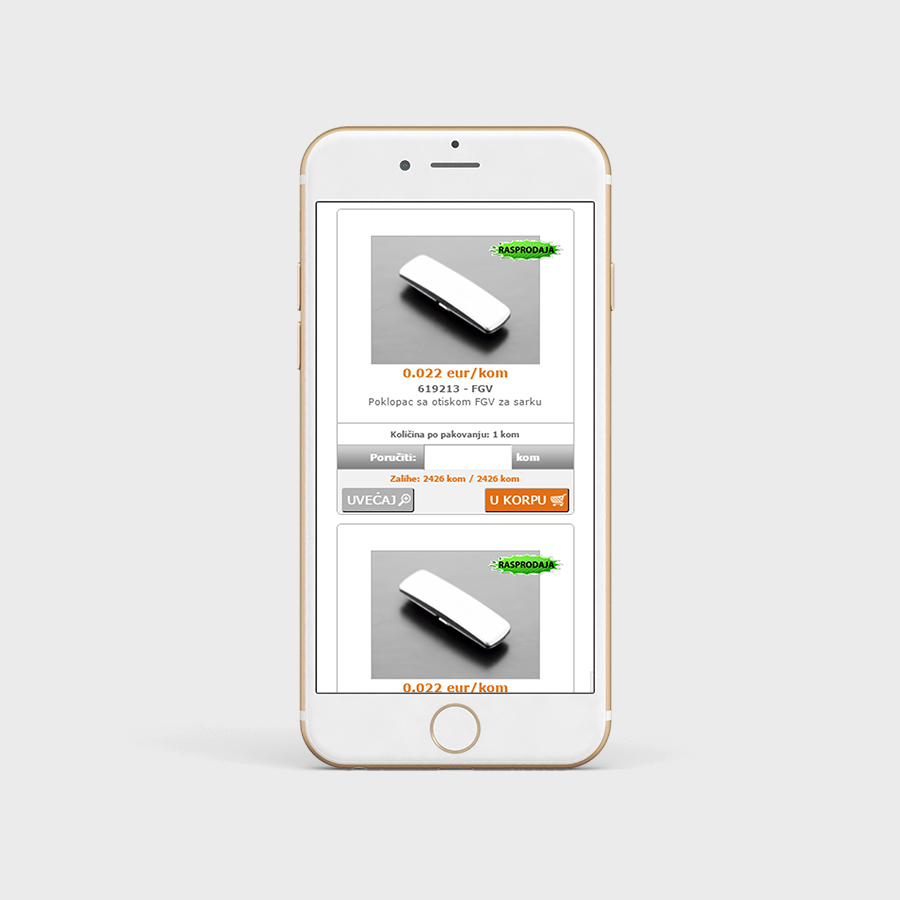 RASPRODAJA
0.022 eur/kom
619213 - FGV
Poklopac sa otiskom FGV za sarku
Količina po pakovanju: 1 kom
Poručiti: kom
Zalihe: 2426 kom / 2426 kom
UVEĆAJ U KORPU
RASPRODAJA
0.022 eur/kom